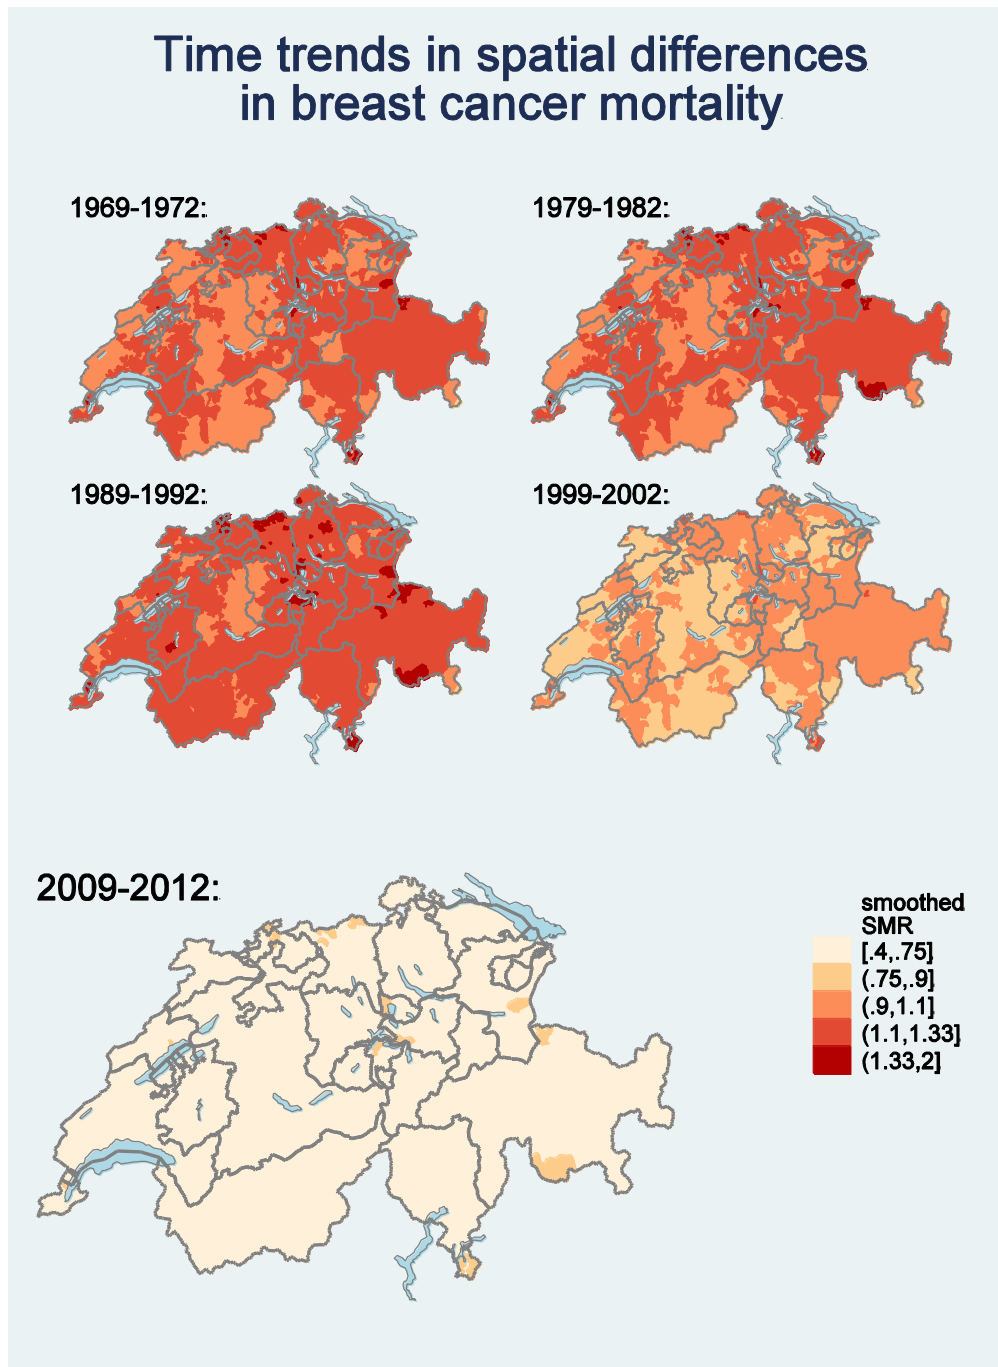 Time trends in spatial differences
in breast cancer mortality
1969-1972:
1979-1982:
1989-1992:
1999-2002:
2009-2012:
smoothed
SMR
[.4,.75]
(.75,.9]
(.9,1.1]
(1.1,1.33]
(1.33,2]